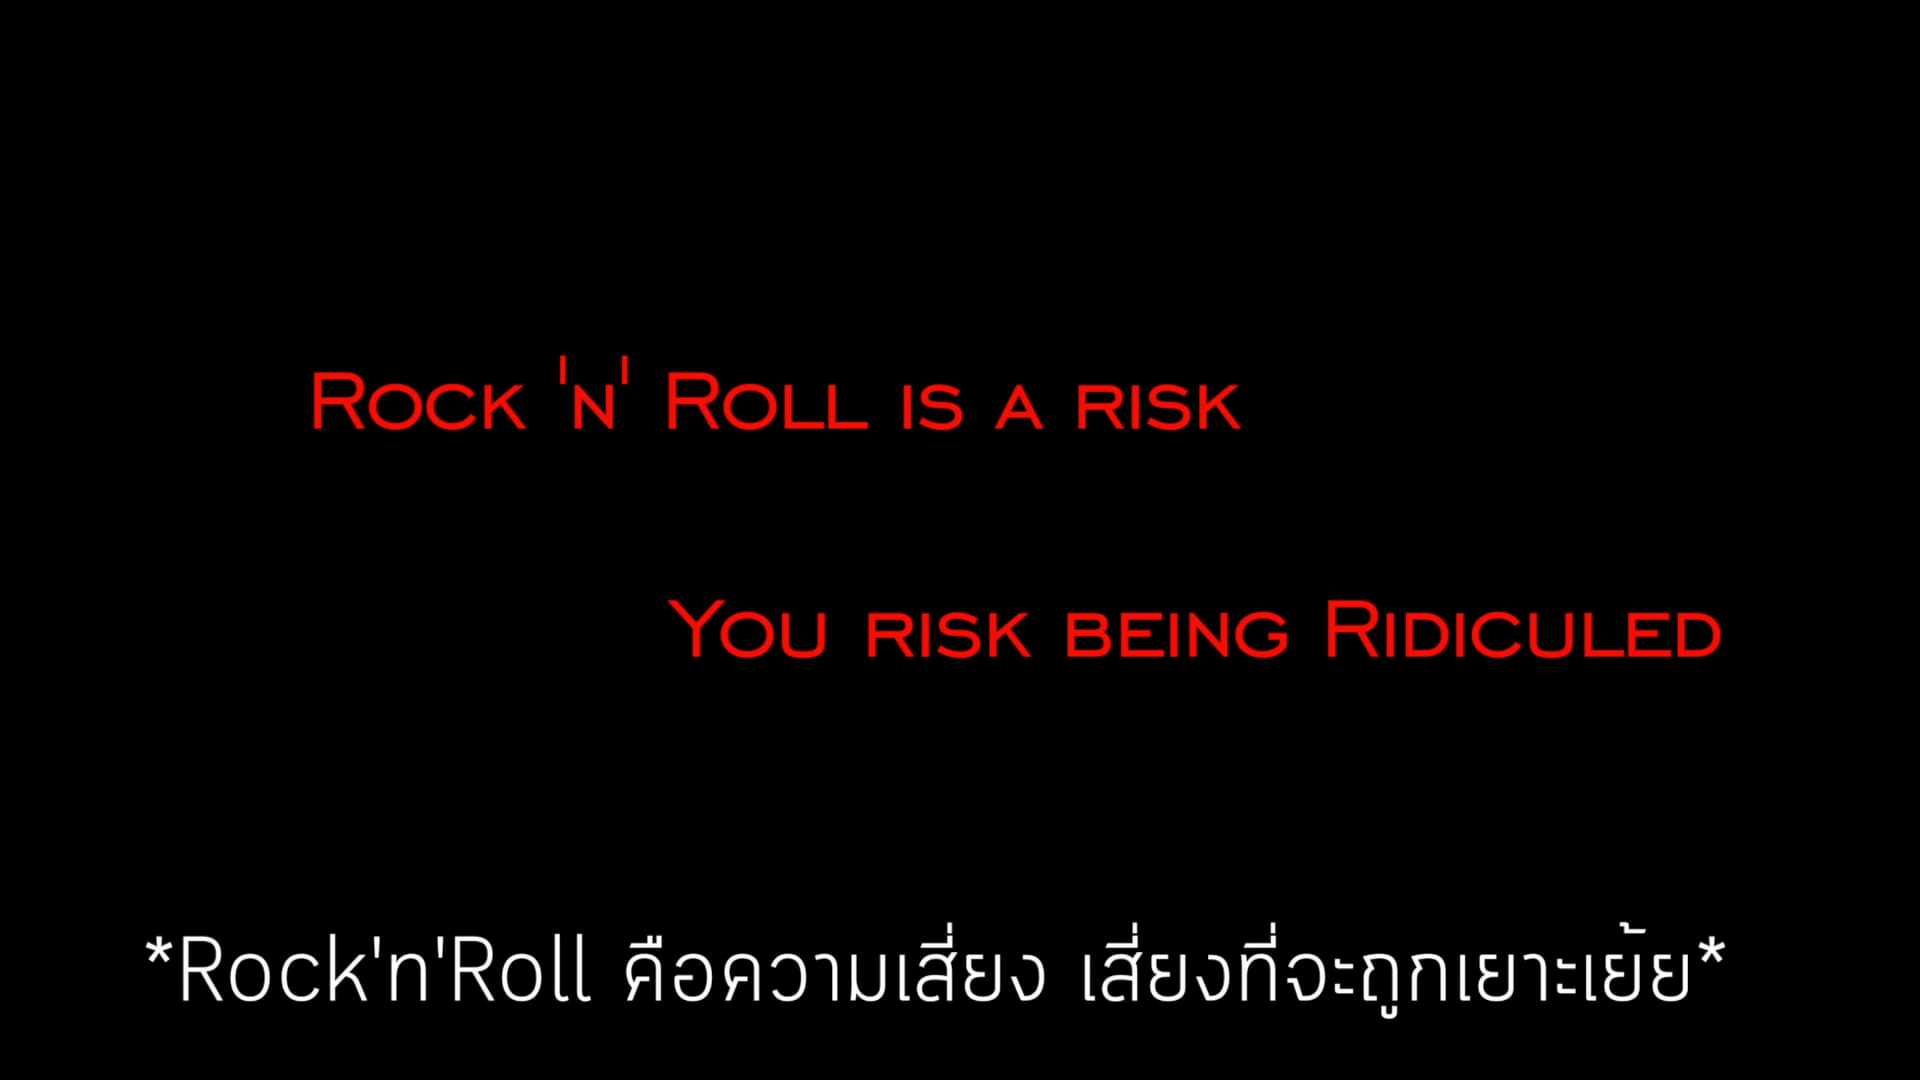 Rock 'n' Roll is a risk
You risk being Ridiculed
*Rock'n'Roll คือความเสี่ยง เสี่ยงที่จะถูกเยาะเย้ย*